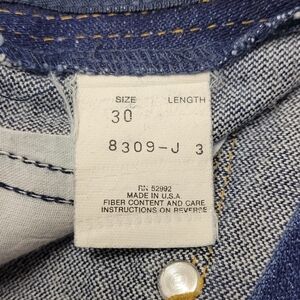 SIZE LENGTH
30
8309-J 3
RN 52992
MADE IN U.S.A
FIBER CONTENT AND CARE
INSTRUCTIONS ON REVERSE